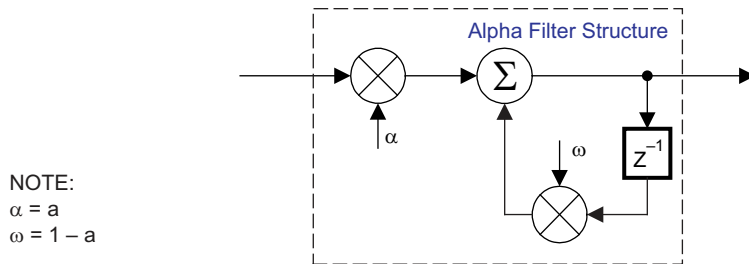 Alpha Filter Structure
Σ
α
ω
Z⁻¹
NOTE:
α = a
ω = 1 – a